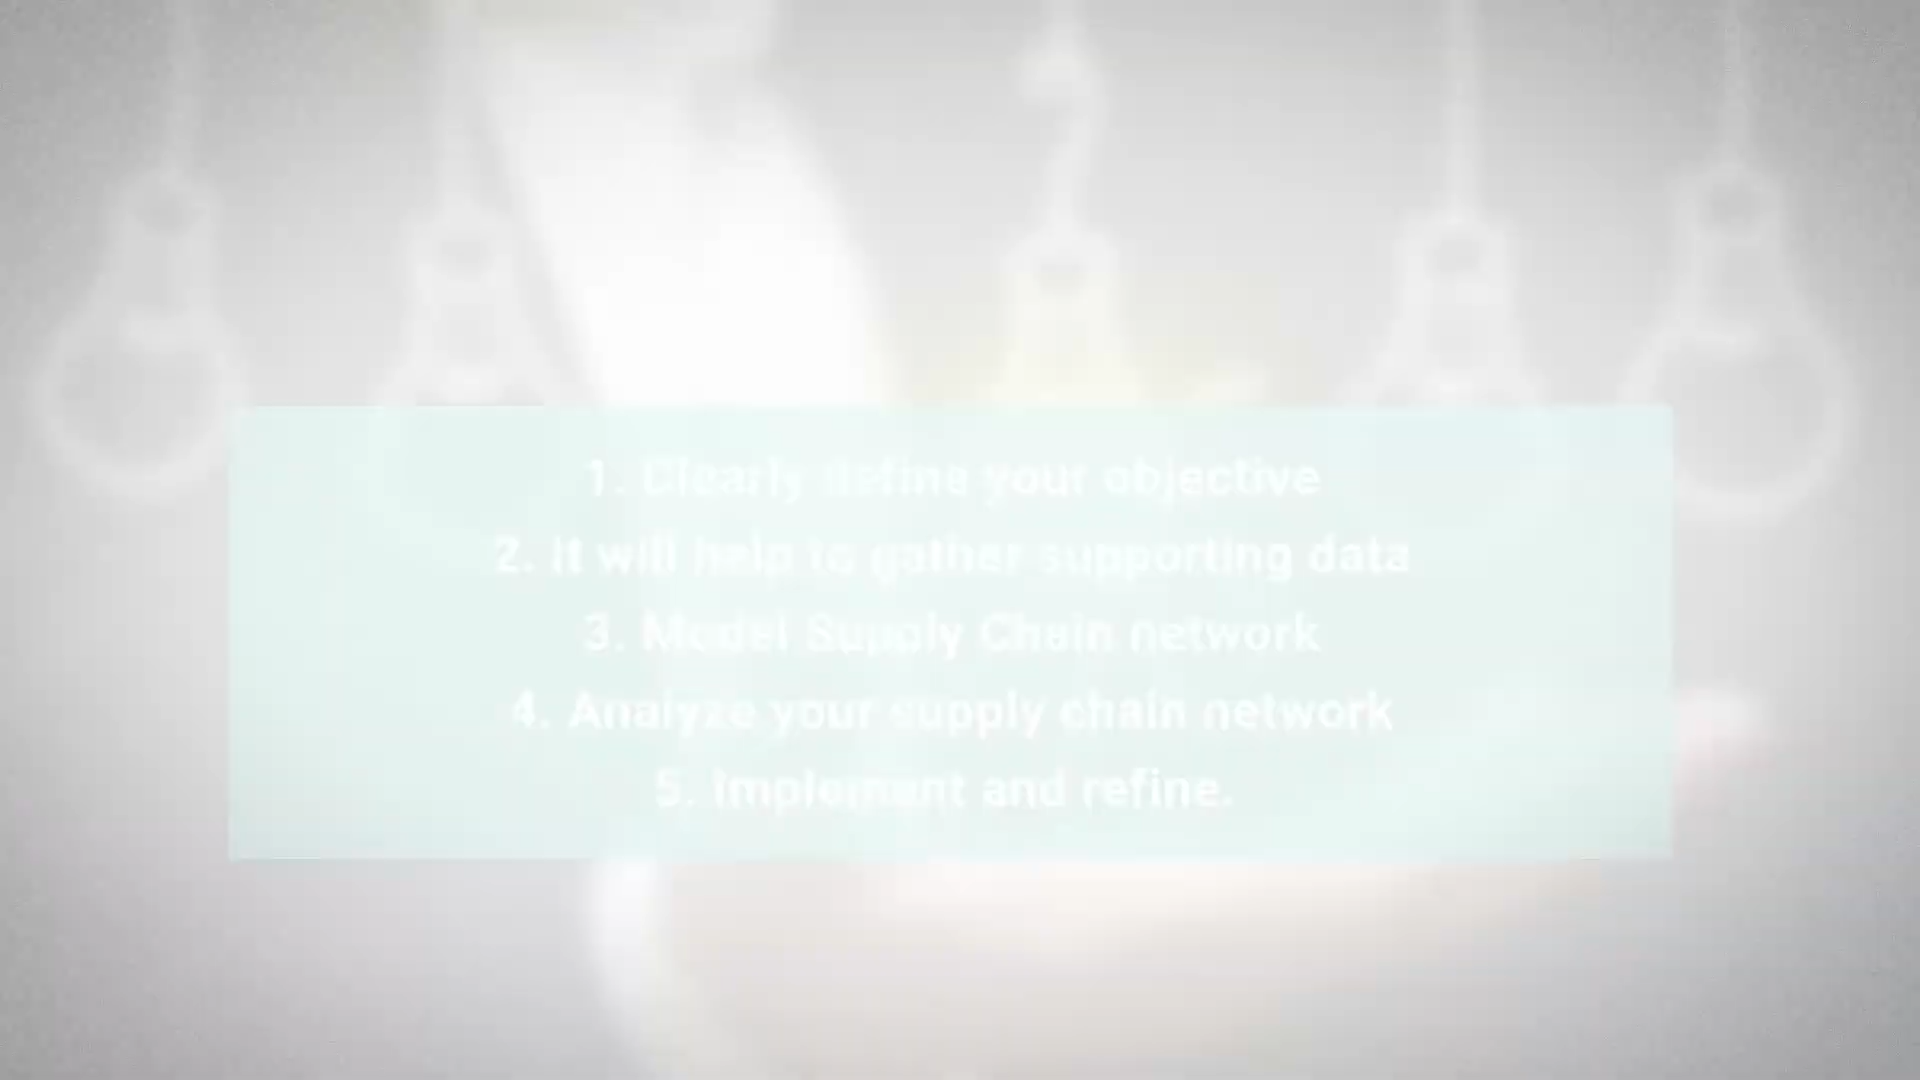 1. Clearly define your objective
2. It will help to gather supporting data
3. Model Supply Chain network
4. Analyze your supply chain network
5. Implement and refine.